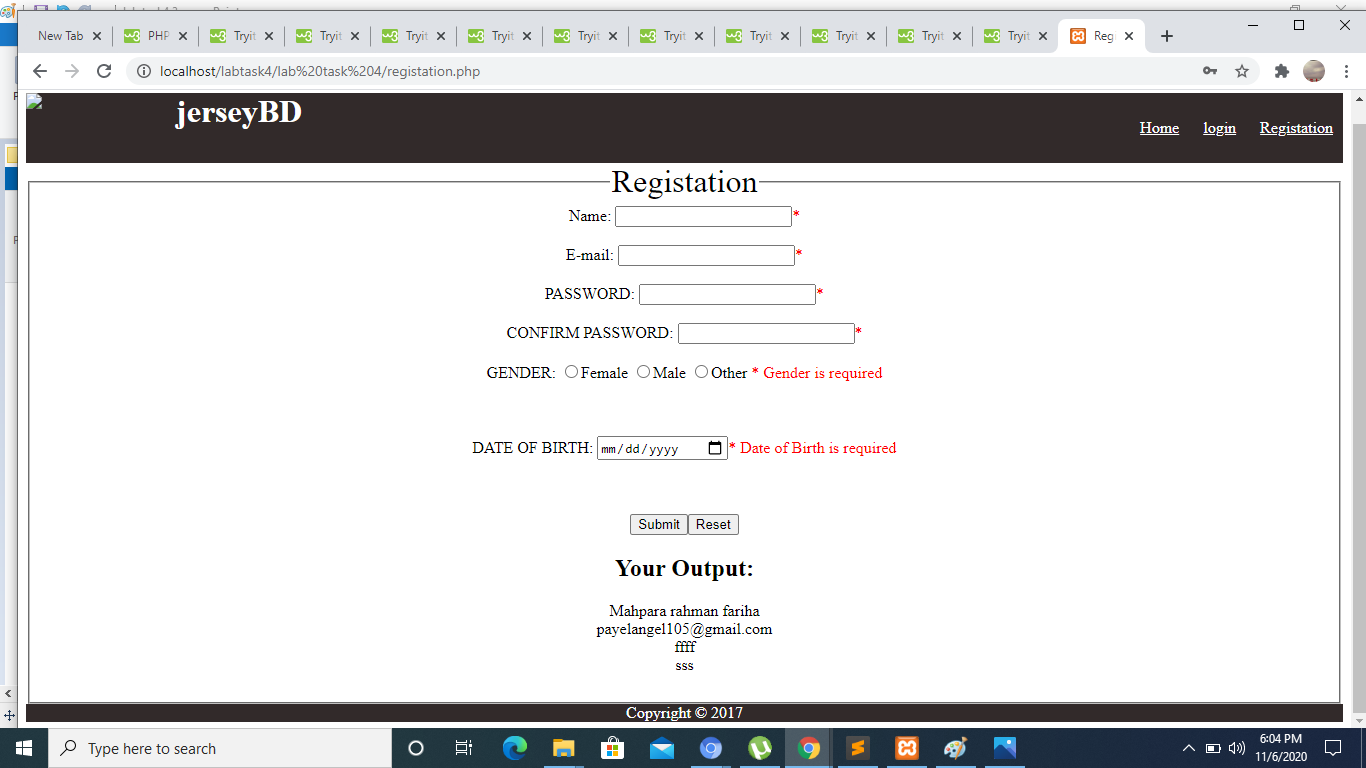 New Tab
PHP
Tryit
Tryit
Tryit
Tryit
Tryit
Tryit
Tryit
Tryit
Tryit
Tryit
Reg
localhost/labtask4/lab%20task%204/registation.php
jerseyBD
Home login Registation
Registation
Name: *
E-mail: *
PASSWORD: *
CONFIRM PASSWORD: *
GENDER: Female Male Other * Gender is required
DATE OF BIRTH: mm/dd/yyyy * Date of Birth is required
Submit Reset
Your Output:
Mahpara rahman fariha
payelangel105@gmail.com
ffff
sss
Copyright © 2017
Type here to search
6:04 PM
11/6/2020